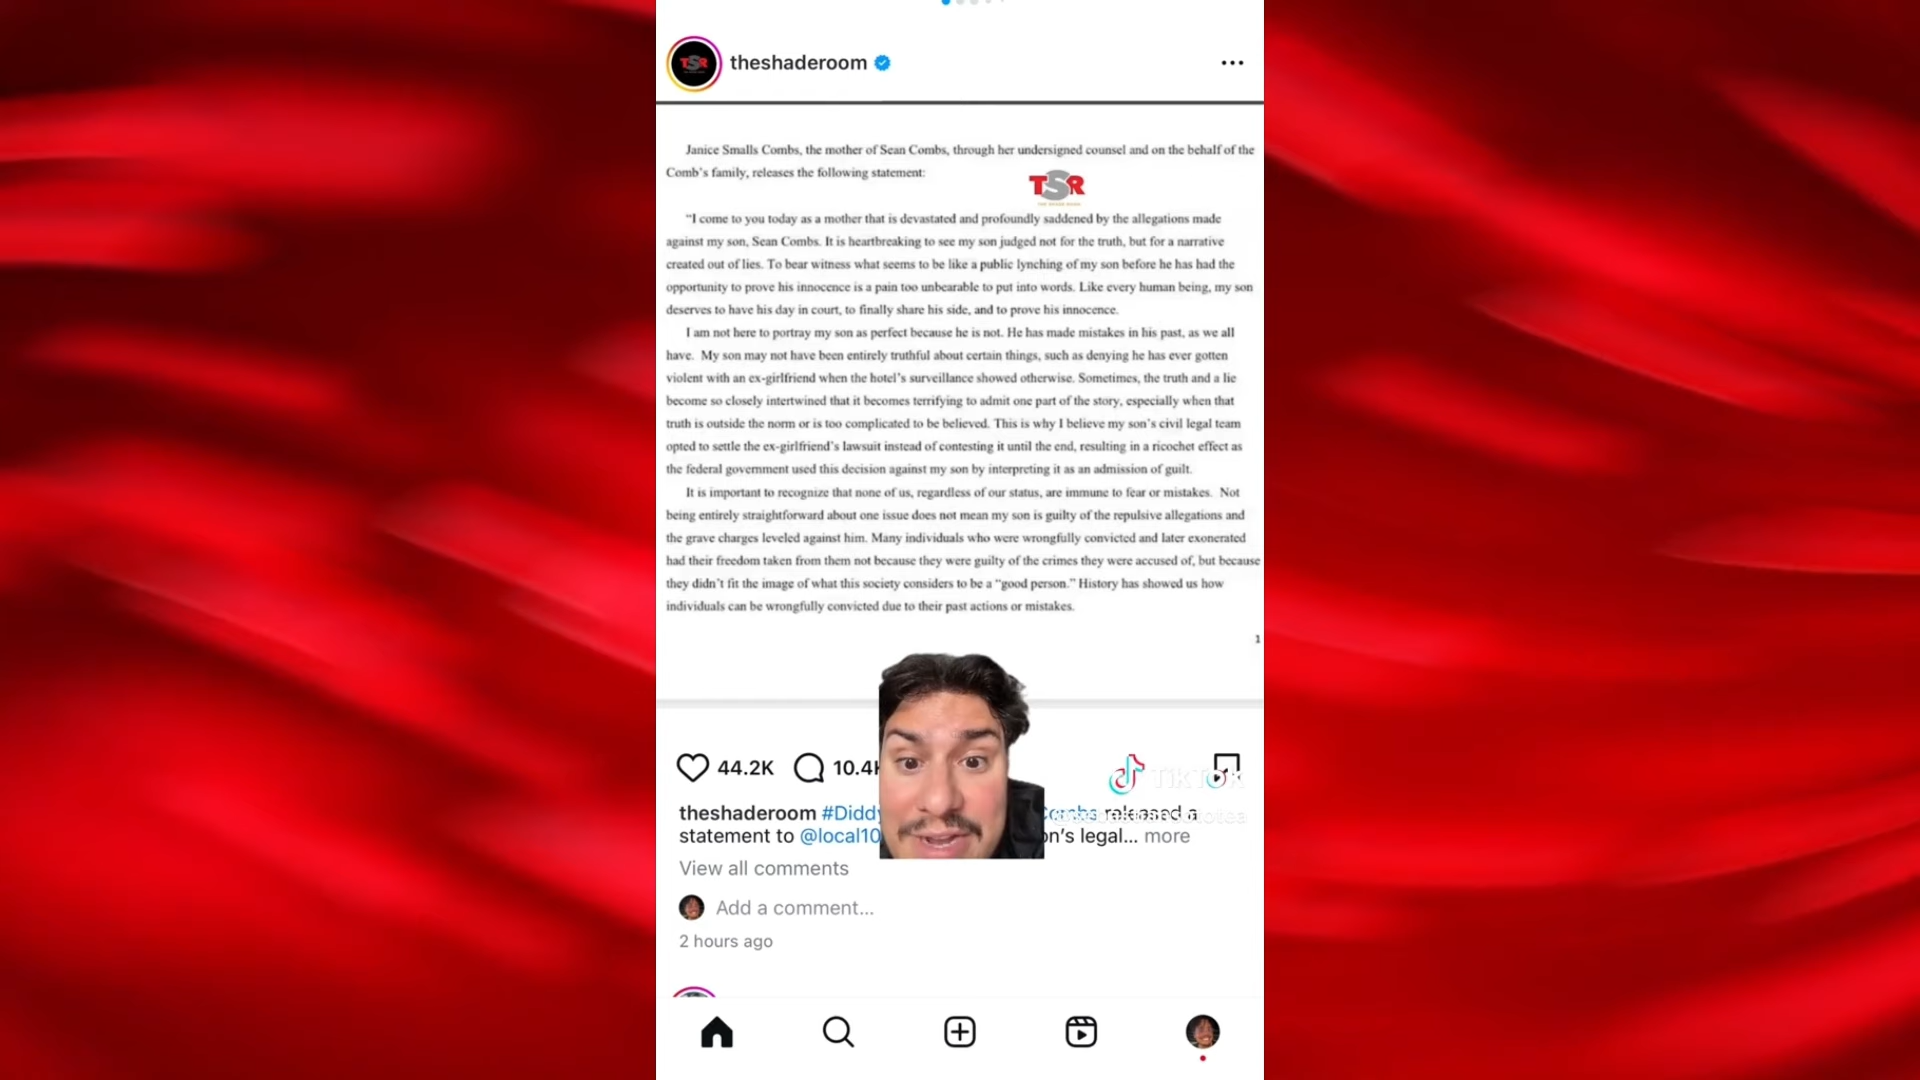 theshaderoom
TSR
Janice Smalls Combs, the mother of Sean Combs, through her undersigned counsel and on the behalf of the
Comb's family, releases the following statement:
TSR
"I come to you today as a mother that is devastated and profoundly saddened by the allegations made
against my son, Sean Combs. It is heartbreaking to see my son judged not for the truth, but for a narrative
created out of lies. To bear witness what seems to be like a public lynching of my son before he has had the
opportunity to prove his innocence is a pain too unbearable to put into words. Like every human being, my son
deserves to have his day in court, to finally share his side, and to prove his innocence.
I am not here to portray my son as perfect because he is not. He has made mistakes in his past, as we all
have. My son may not have been entirely truthful about certain things, such as denying he has ever gotten
violent with an ex-girlfriend when the hotel's surveillance showed otherwise. Sometimes, the truth and a lie
become so closely intertwined that it becomes terrifying to admit one part of the story, especially when that
truth is outside the norm or is too complicated to be believed. This is why I believe my son's civil legal team
opted to settle the ex-girlfriend's lawsuit instead of contesting it until the end, resulting in a ricochet effect as
the federal government used this decision against my son by interpreting it as an admission of guilt.
It is important to recognize that none of us, regardless of our status, are immune to fear or mistakes. Not
being entirely straightforward about one issue does not mean my son is guilty of the repulsive allegations and
the grave charges leveled against him. Many individuals who were wrongfully convicted and later exonerated
had their freedom taken from them not because they were guilty of the crimes they were accused of, but because
they didn't fit the image of what this society considers to be a "good person." History has showed us how
individuals can be wrongfully convicted due to their past actions or mistakes.
1
44.2K 10.4K
TikTok
theshaderoom #Diddy Combs released a
statement to @local10 on's legal... more
View all comments
Add a comment...
2 hours ago